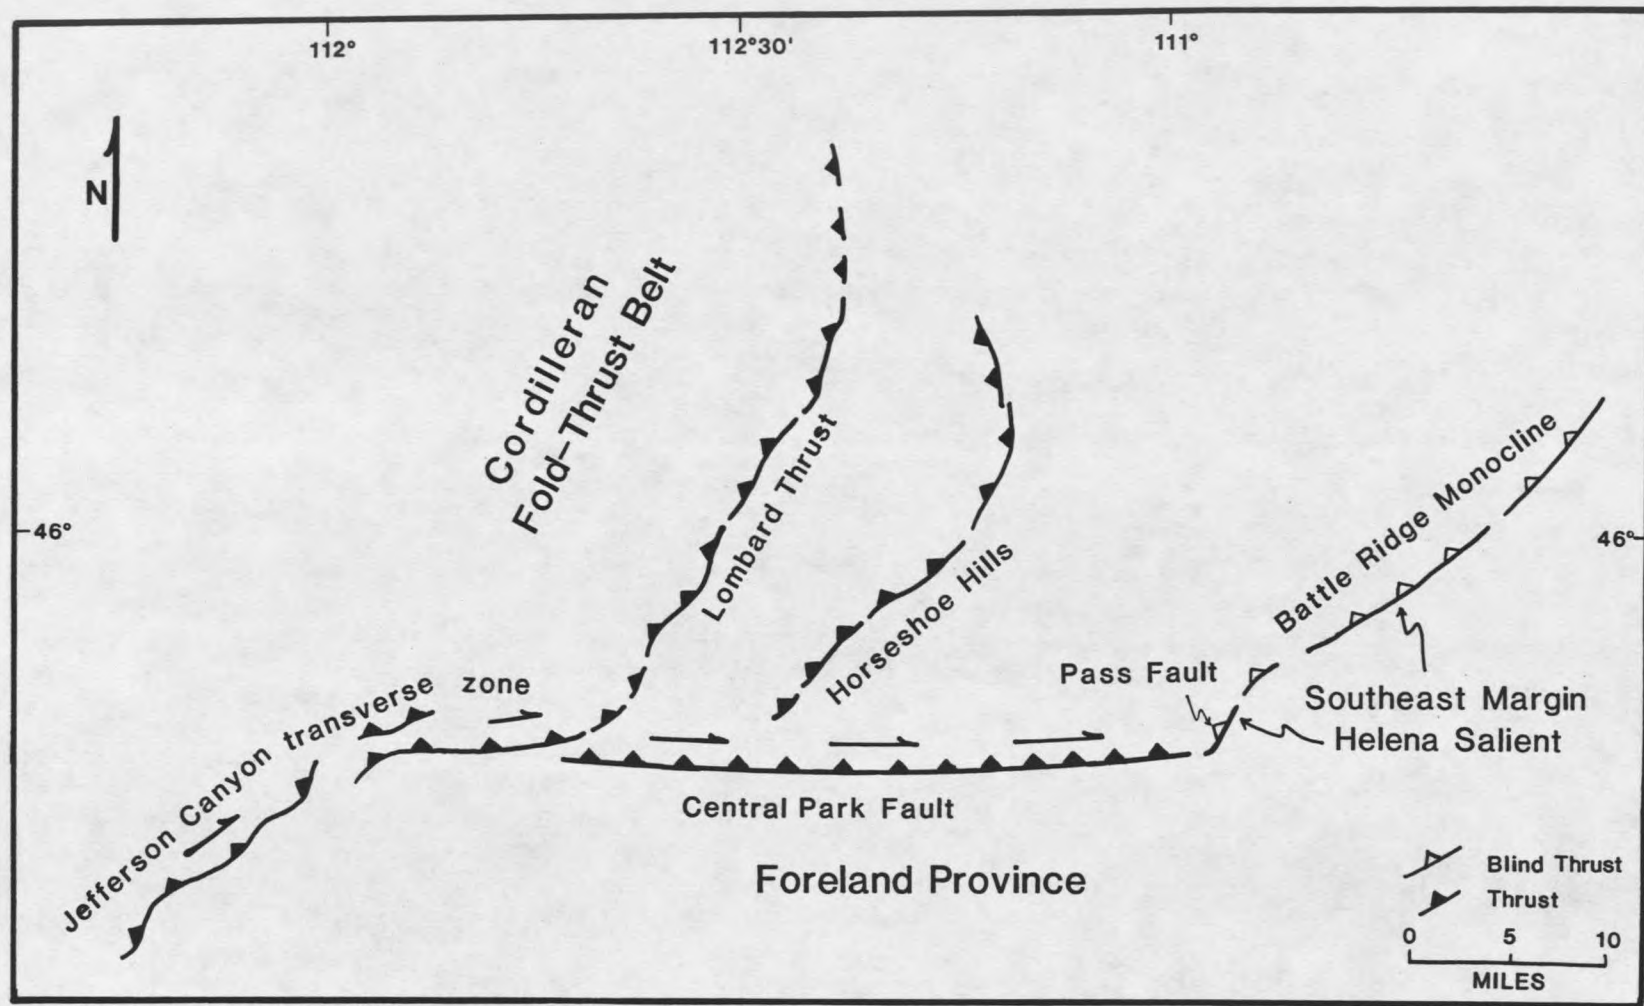 112°
112°30'
111°
N
Cordilleran
Fold-Thrust Belt
Lombard Thrust
46°
46°
Battle Ridge Monocline
Horseshoe Hills
Pass Fault
Southeast Margin
Helena Salient
Jefferson Canyon transverse zone
Central Park Fault
Foreland Province
Blind Thrust
Thrust
0 5 10
MILES